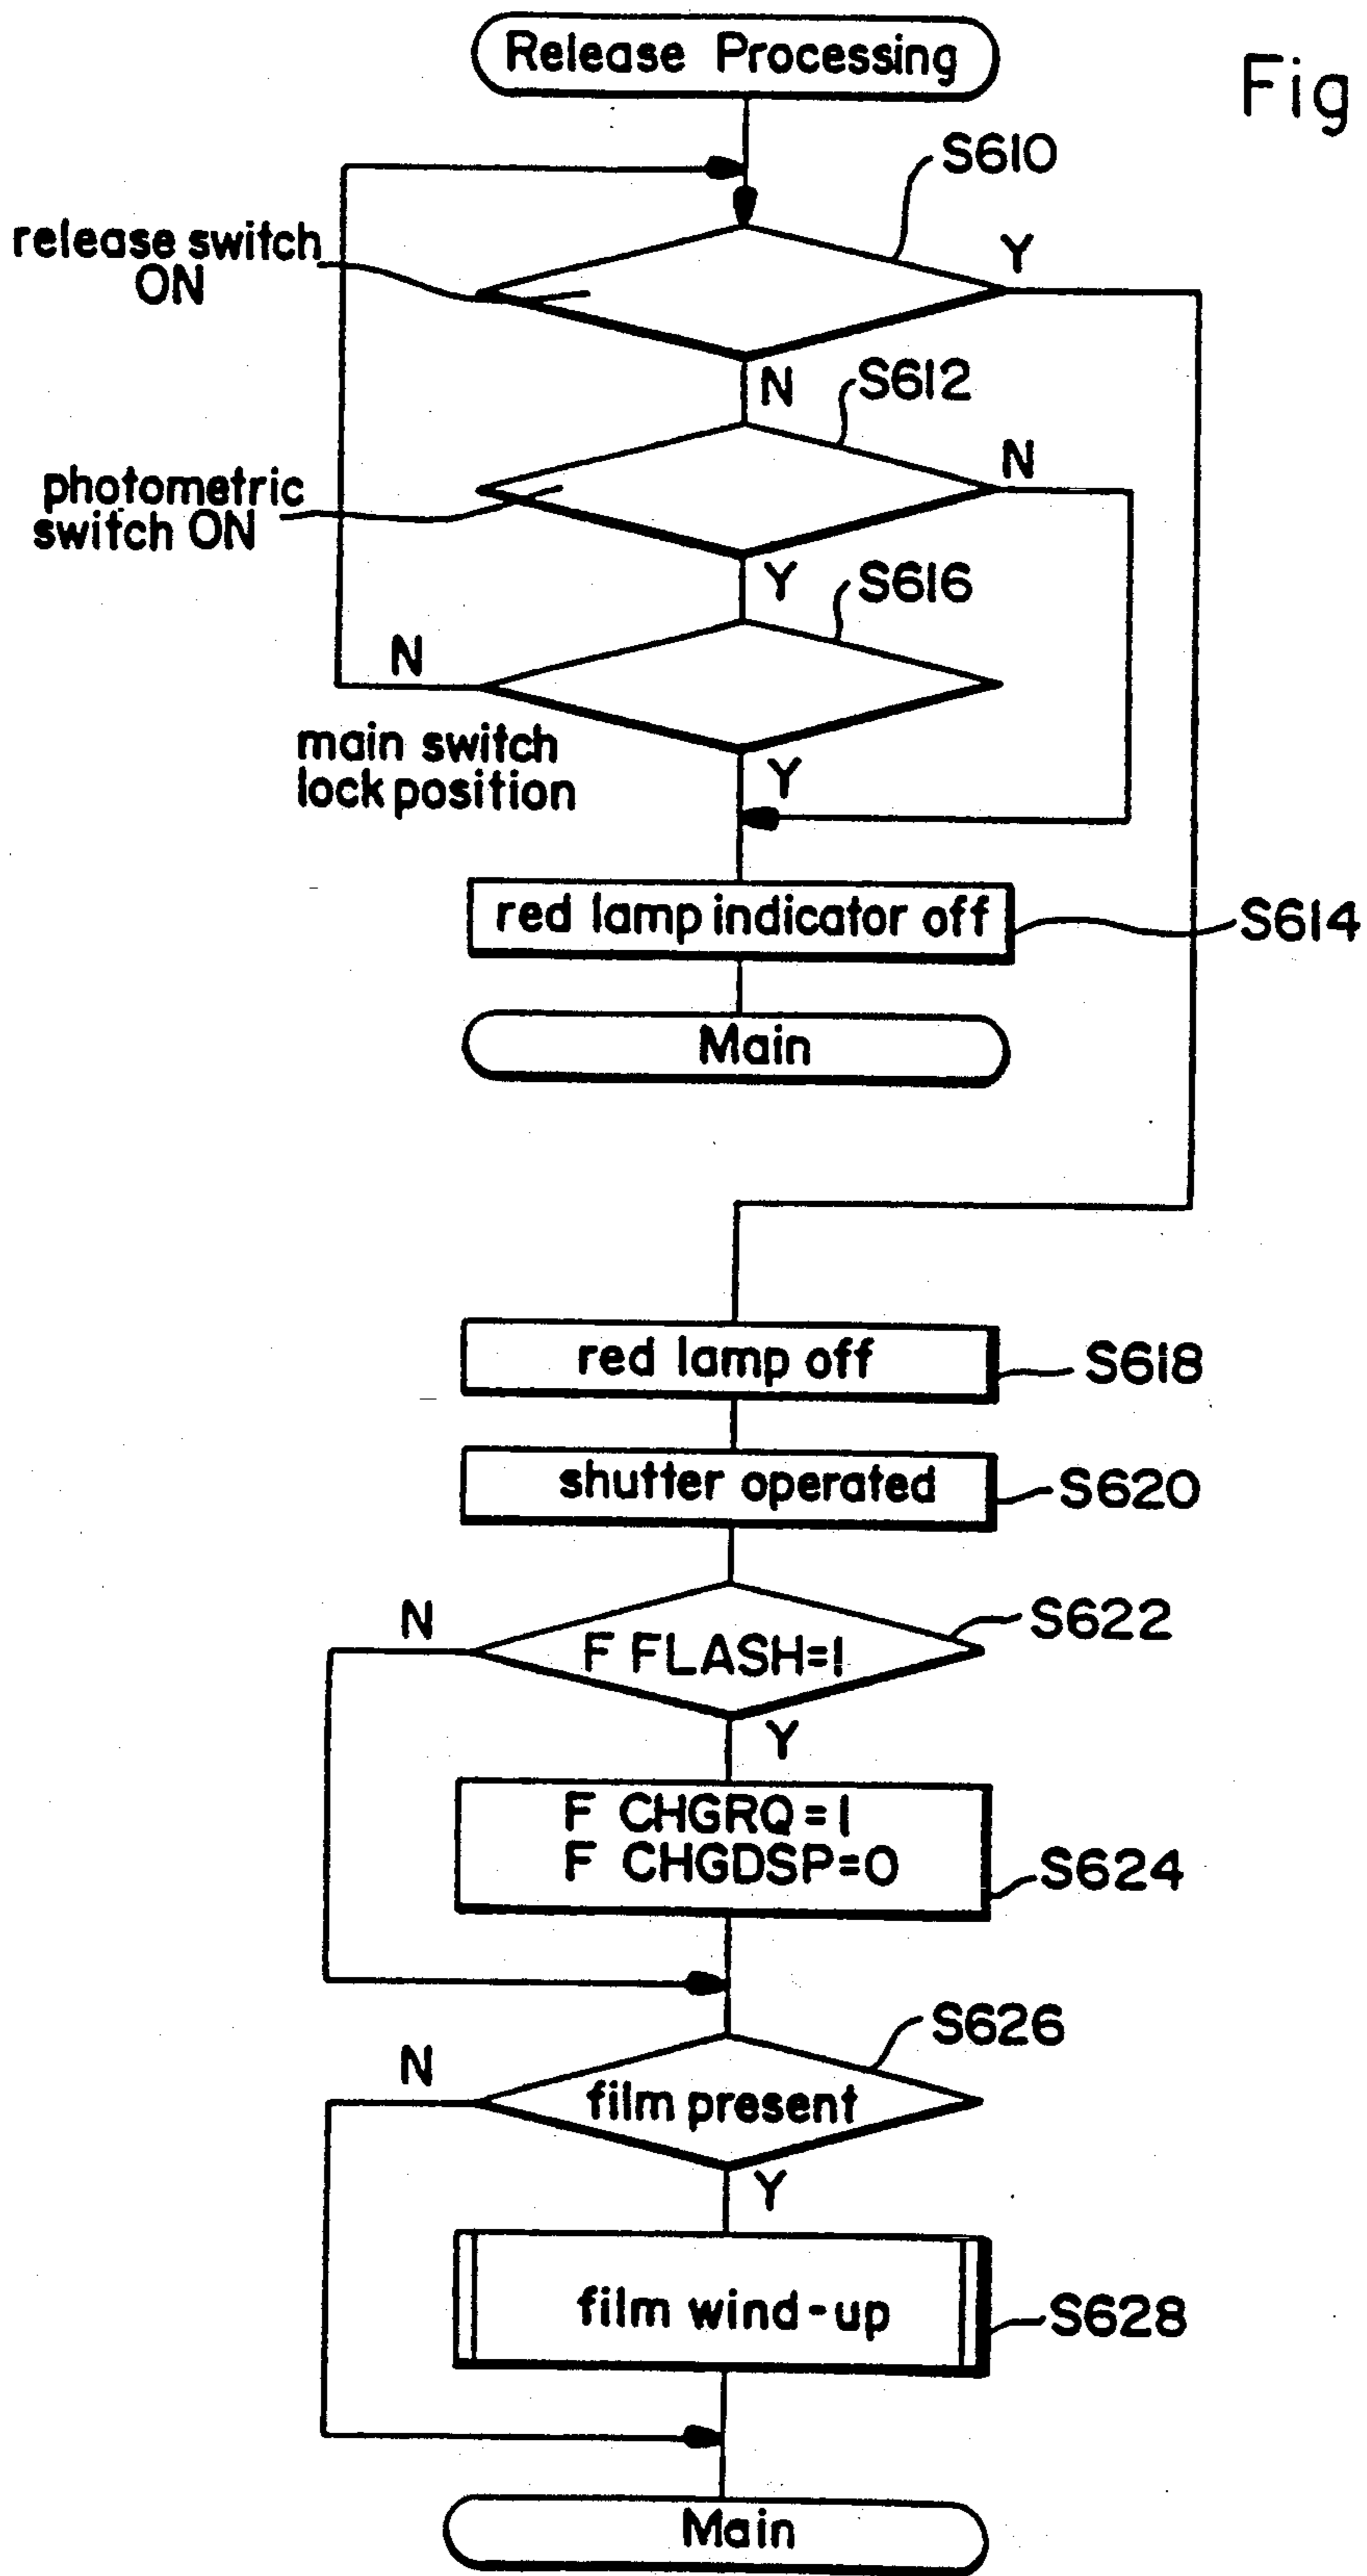 Release Processing
Fig
S610
release switch
ON
Y
N
S612
photometric
switch ON
N
Y
S616
N
main switch
lock position
Y
red lamp indicator off
S614
Main
red lamp off
S618
shutter operated
S620
N
F FLASH=1
S622
Y
F CHGRQ=1
F CHGDSP=0
S624
S626
N
film present
Y
film wind-up
S628
Main